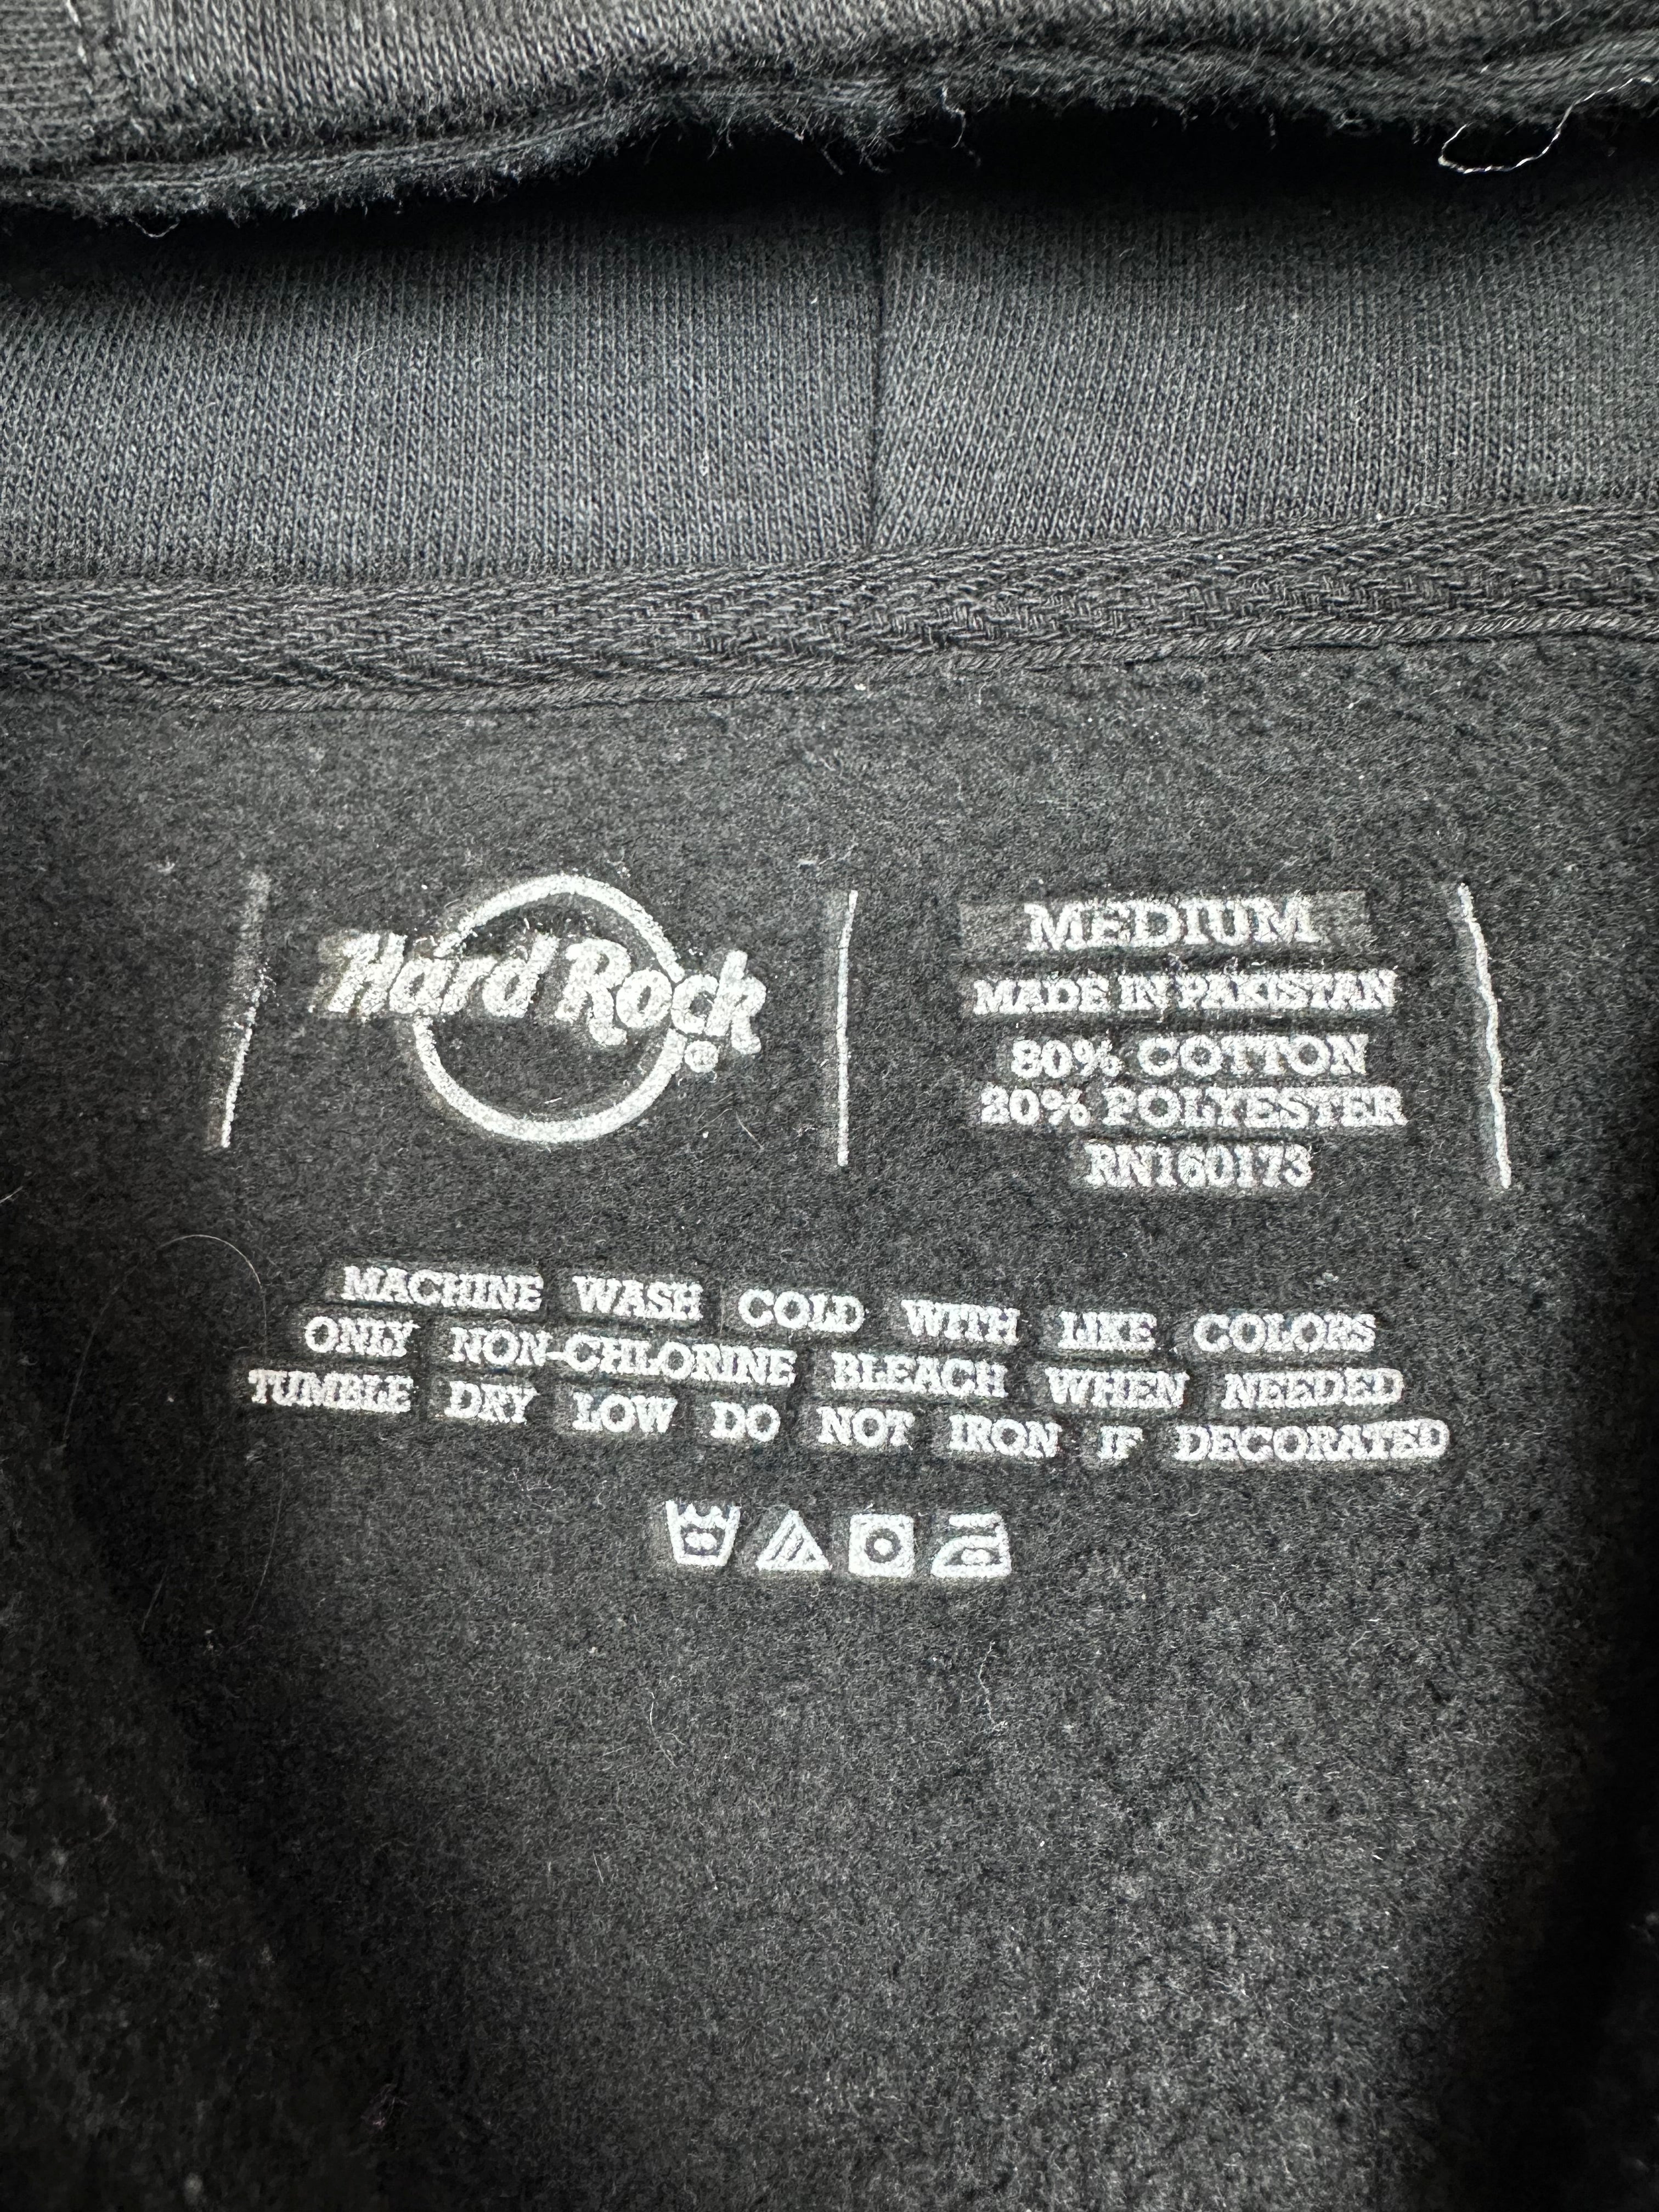 Hard Rock®
MEDIUM
MADE IN PAKISTAN
80% COTTON
20% POLYESTER
RN160173
MACHINE WASH COLD WITH LIKE COLORS
ONLY NON-CHLORINE BLEACH WHEN NEEDED
TUMBLE DRY LOW DO NOT IRON IF DECORATED